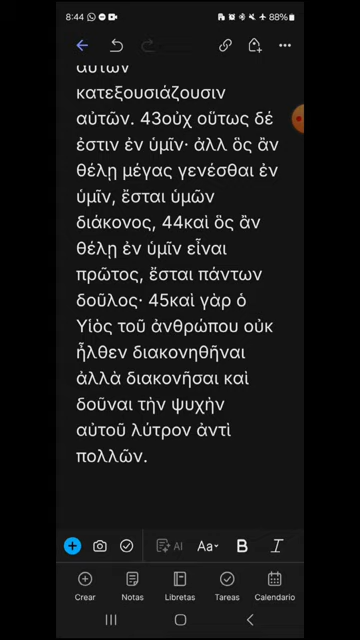 8:44
88%
αὐτῶν
κατεξουσιάζουσιν
αὐτῶν. 43οὐχ οὕτως δέ
ἐστιν ἐν ὑμῖν· ἀλλ ὃς ἂν
θέλῃ μέγας γενέσθαι ἐν
ὑμῖν, ἔσται ὑμῶν
διάκονος, 44καὶ ὃς ἂν
θέλῃ ἐν ὑμῖν εἶναι
πρῶτος, ἔσται πάντων
δοῦλος· 45καὶ γὰρ ὁ
Υἱὸς τοῦ ἀνθρώπου οὐκ
ἦλθεν διακονηθῆναι
ἀλλὰ διακονῆσαι καὶ
δοῦναι τὴν ψυχὴν
αὐτοῦ λύτρον ἀντὶ
πολλῶν.
AI Aa B I
Crear Notas Libretas Tareas Calendario